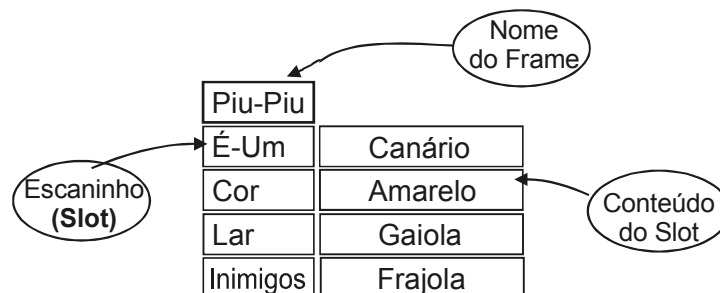 Nome
do Frame
Piu-Piu
É-Um Canário
Escaninho
(Slot)
Cor Amarelo
Conteúdo
do Slot
Lar Gaiola
Inimigos Frajola